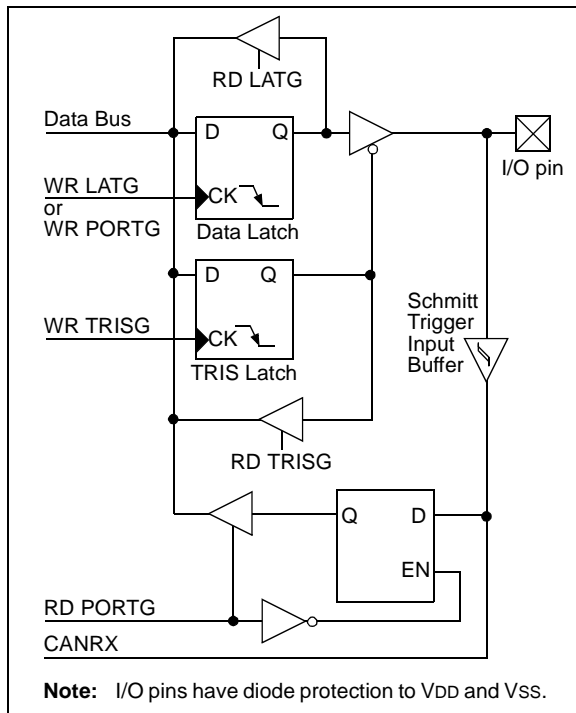 RD LATG
Data Bus
D Q
I/O pin
WR LATG
or
WR PORTG
CK
Data Latch
D Q
Schmitt
Trigger
Input
Buffer
WR TRISG
CK
TRIS Latch
RD TRISG
Q D
EN
RD PORTG
CANRX
Note: I/O pins have diode protection to VDD and VSS.